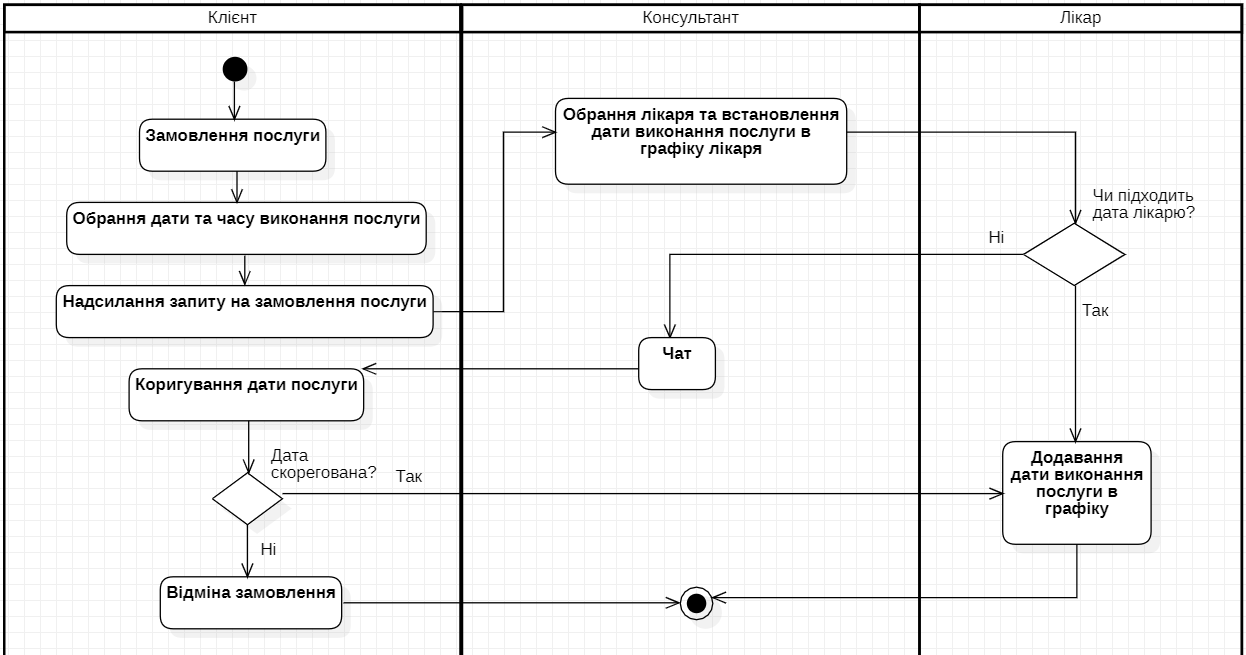 Клієнт
Консультант
Лікар
Замовлення послуги
Обрання дати та часу виконання послуги
Надсилання запиту на замовлення послуги
Обрання лікаря та встановлення
дати виконання послуги в
графіку лікаря
Чи підходить
дата лікарю?
Ні
Так
Чат
Коригування дати послуги
Дата
скорегована?
Так
Ні
Додавання
дати виконання
послуги в
графіку
Відміна замовлення